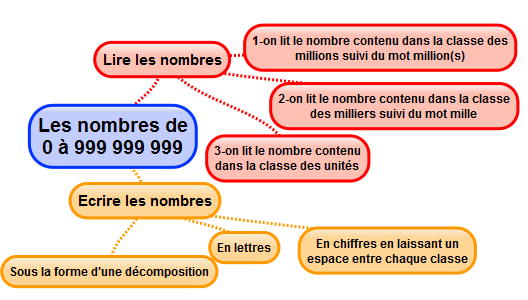 1-on lit le nombre contenu dans la classe des
millions suivi du mot million(s)
Lire les nombres
2-on lit le nombre contenu dans la classe
des milliers suivi du mot mille
Les nombres de
0 à 999 999 999
3-on lit le nombre contenu
dans la classe des unités
Ecrire les nombres
En lettres
En chiffres en laissant un
espace entre chaque classe
Sous la forme d'une décomposition